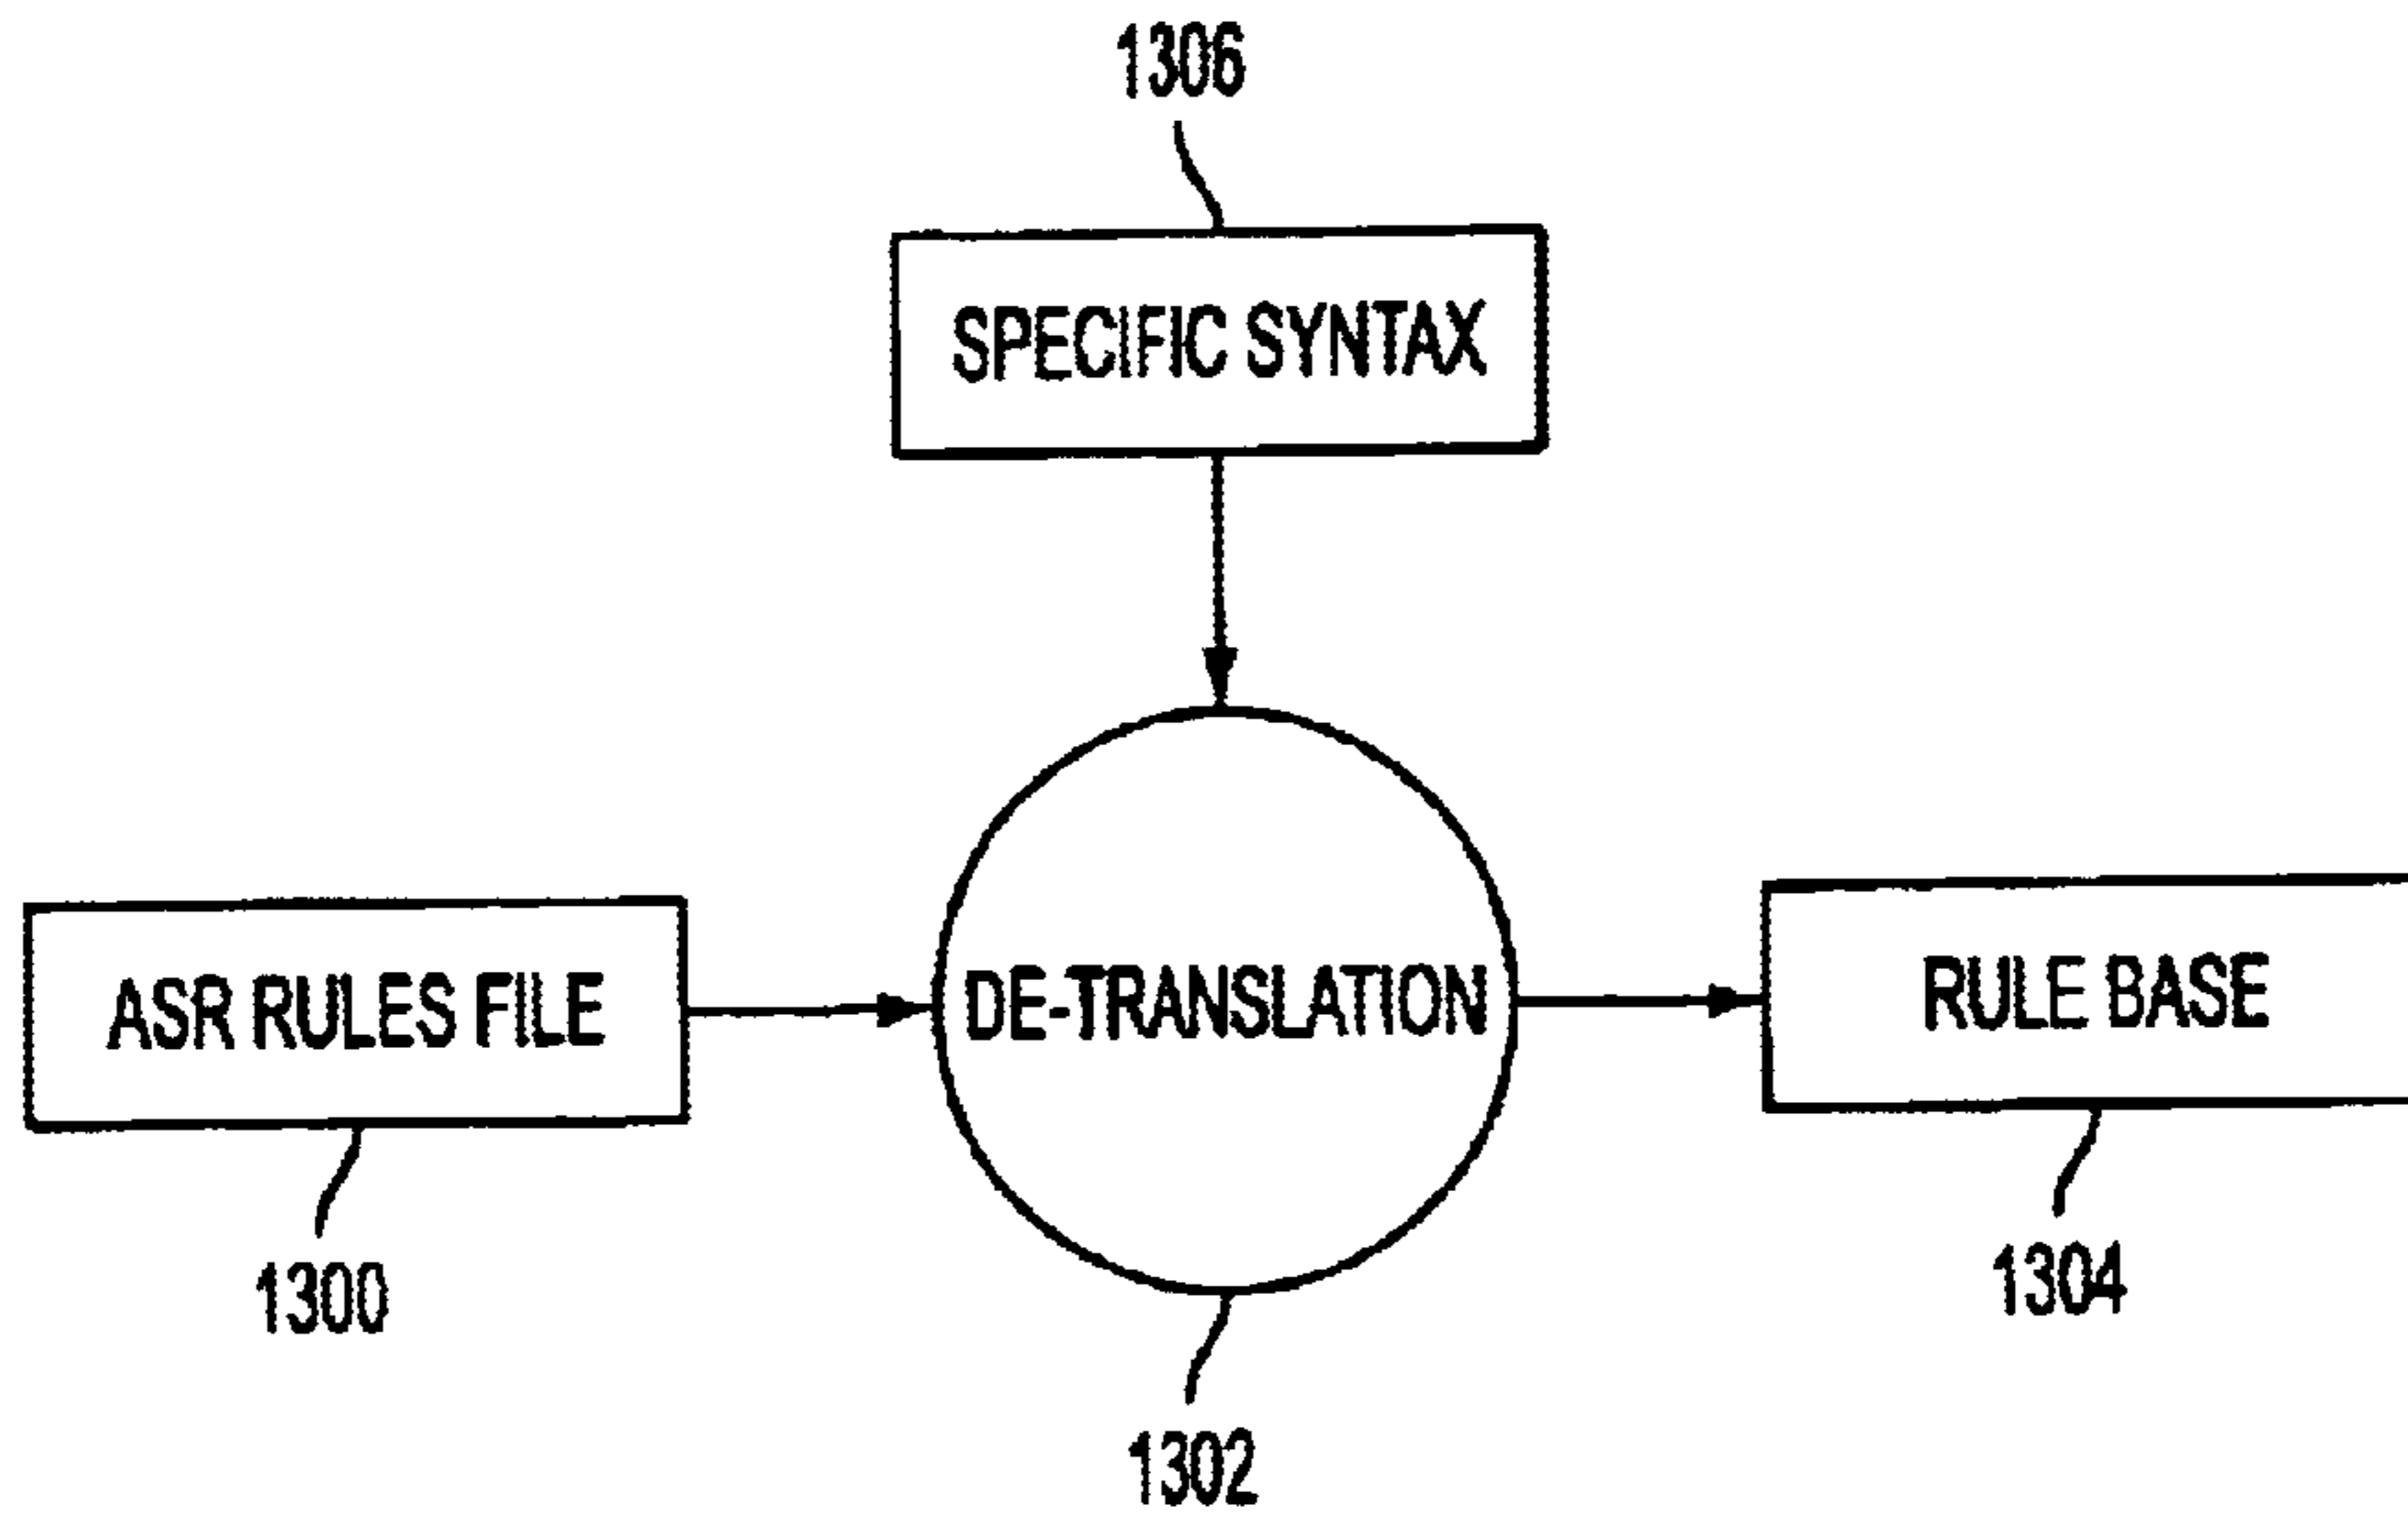 1306
SPECIFIC SYNTAX
ASR RULES FILE
DE-TRANSLATION
RULE BASE
1300
1304
1302